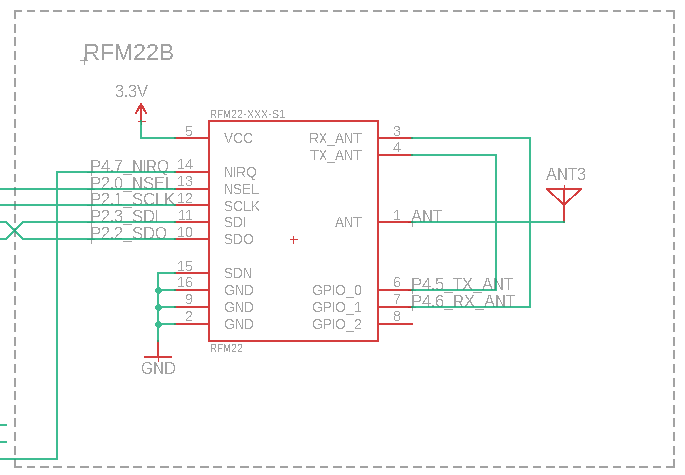 RFM22B
3.3V
RFM22-XXX-S1
5 VCC RX_ANT 3
TX_ANT 4
P4.7_NIRQ 14 NIRQ
P2.0_NSEL 13 NSEL
P2.1_SCLK 12 SCLK
P2.3_SDI 11 SDI ANT 1 ANT
P2.2_SDO 10 SDO
ANT3
15 SDN
16 GND GPIO_0 6 P4.5_TX_ANT
9 GND GPIO_1 7 P4.6_RX_ANT
2 GND GPIO_2 8
RFM22
GND